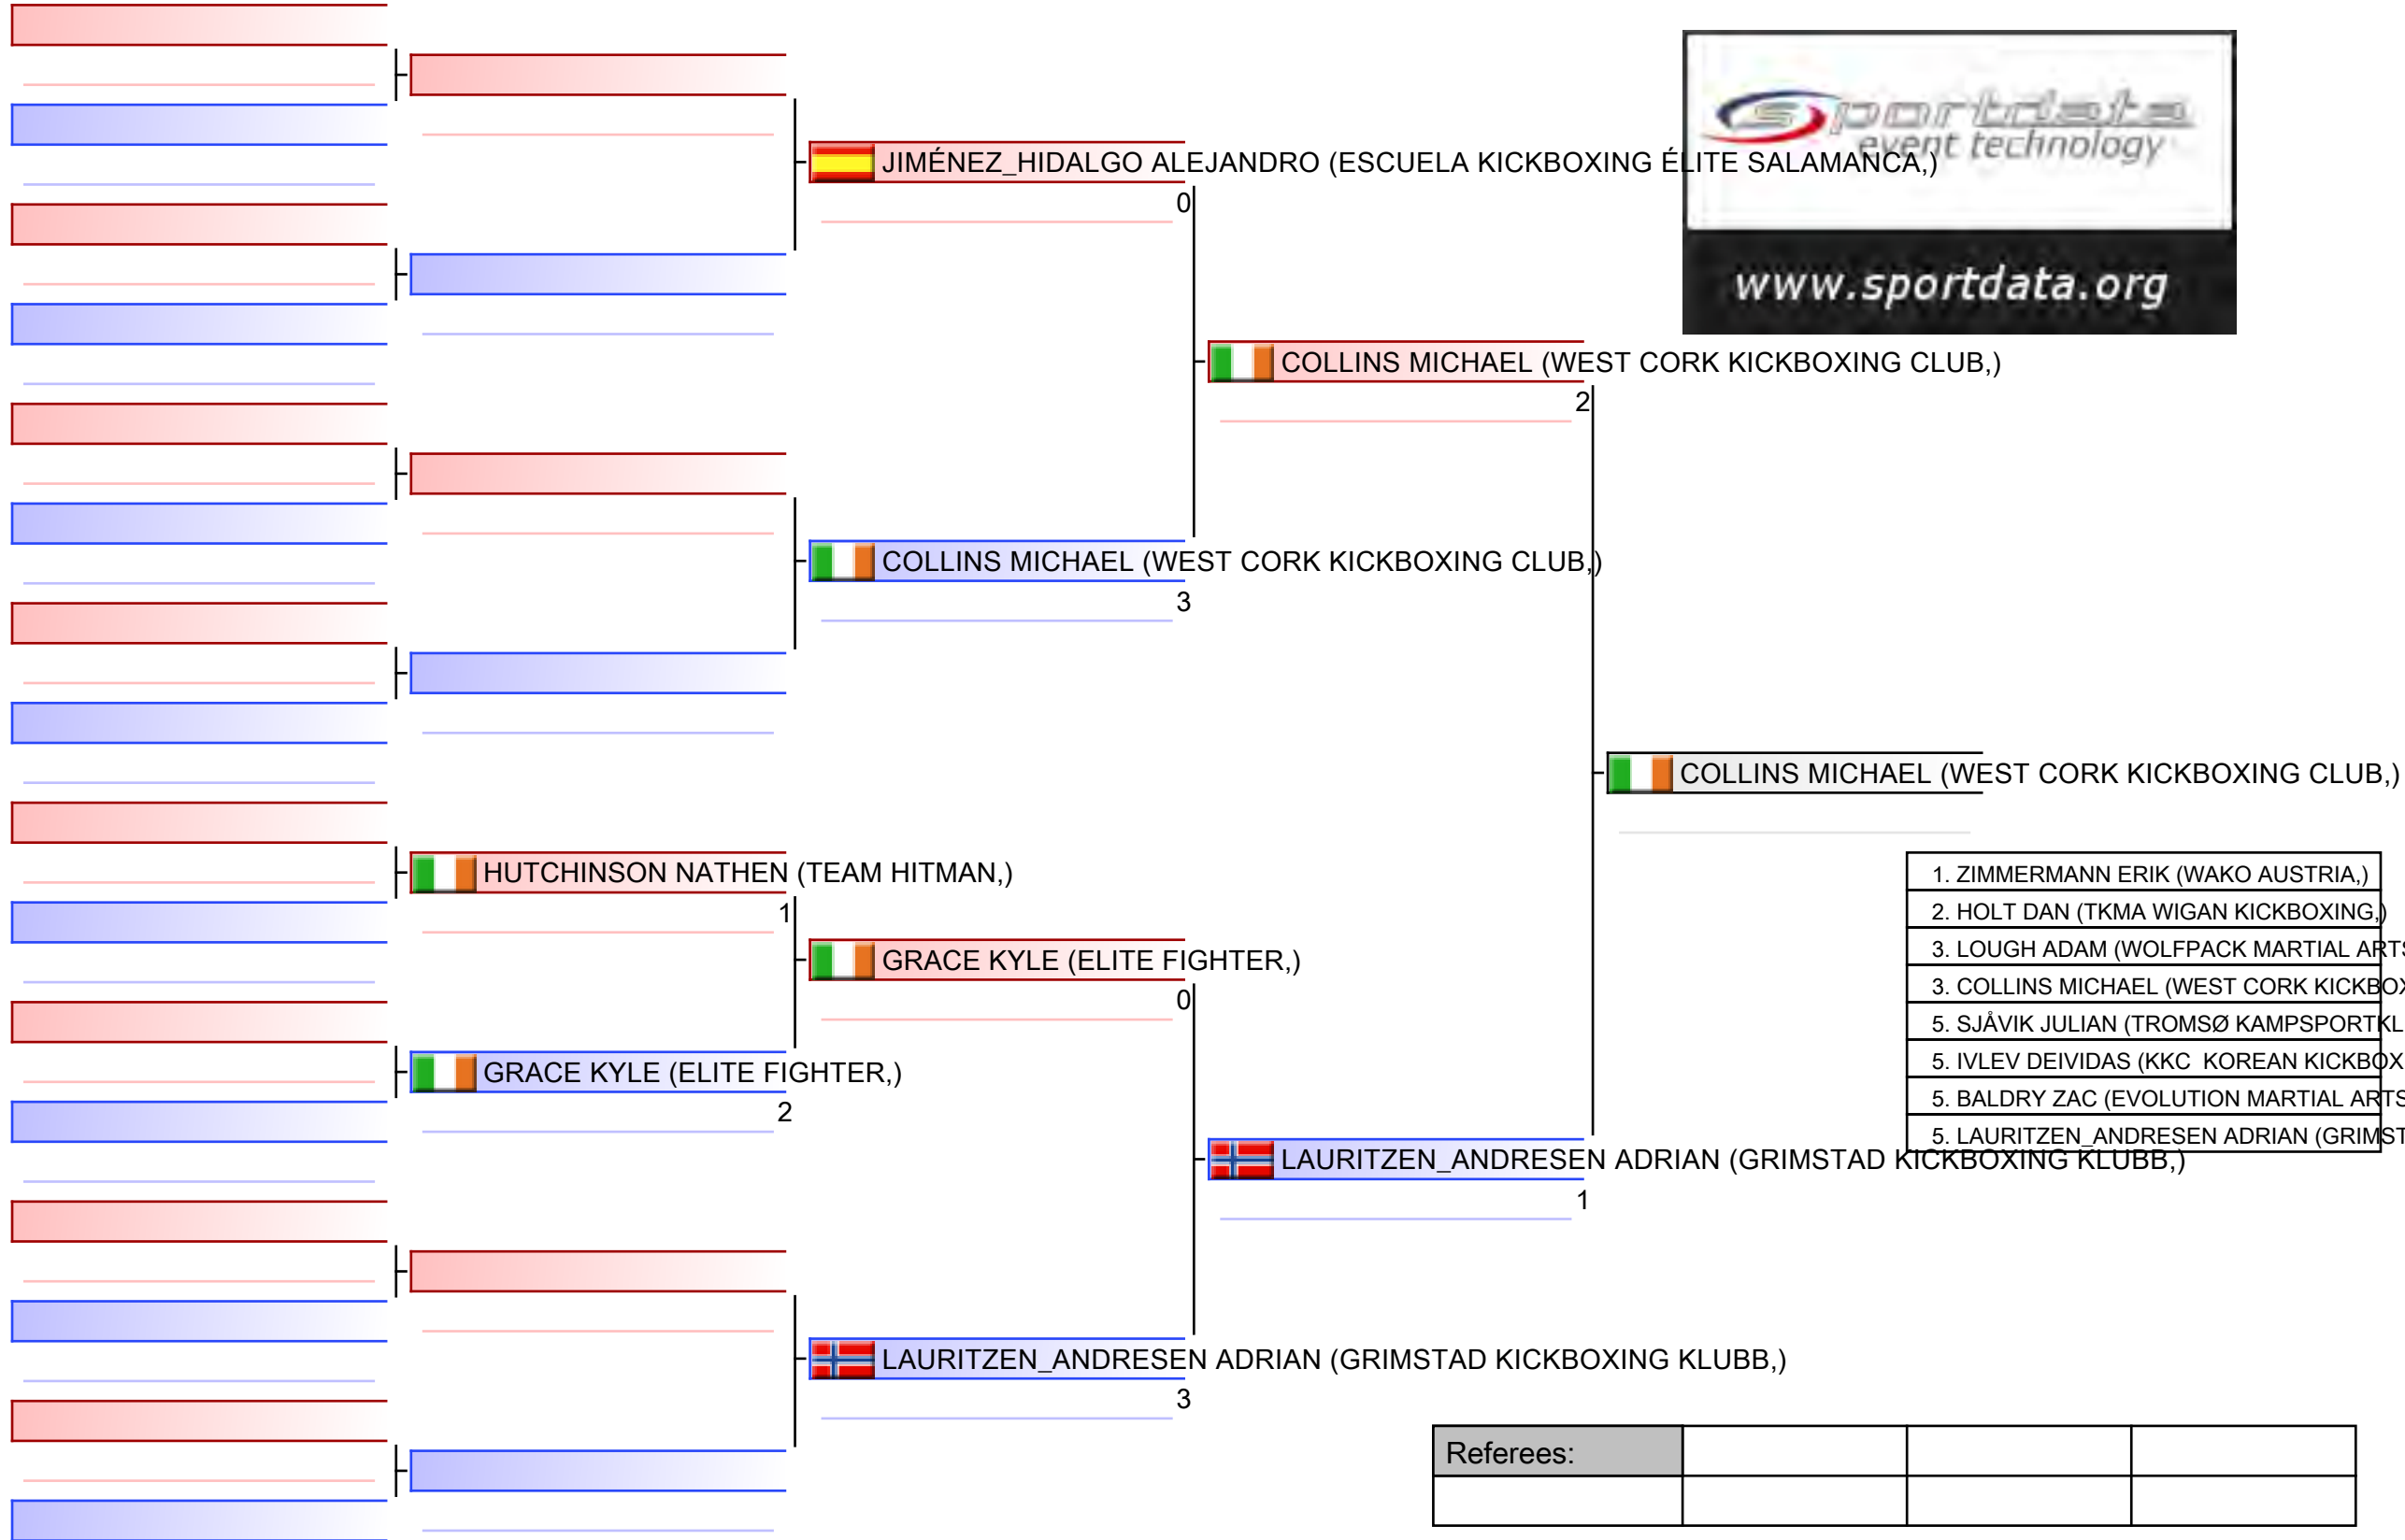 sportdata
event technology
www.sportdata.org
JIMÉNEZ_HIDALGO ALEJANDRO (ESCUELA KICKBOXING ÉLITE SALAMANCA,)
0
COLLINS MICHAEL (WEST CORK KICKBOXING CLUB,)
2
COLLINS MICHAEL (WEST CORK KICKBOXING CLUB,)
3
COLLINS MICHAEL (WEST CORK KICKBOXING CLUB,)
HUTCHINSON NATHEN (TEAM HITMAN,)
1
GRACE KYLE (ELITE FIGHTER,)
0
GRACE KYLE (ELITE FIGHTER,)
2
1. ZIMMERMANN ERIK (WAKO AUSTRIA,)
2. HOLT DAN (TKMA WIGAN KICKBOXING,)
3. LOUGH ADAM (WOLFPACK MARTIAL ARTS
3. COLLINS MICHAEL (WEST CORK KICKBOX
5. SJÅVIK JULIAN (TROMSØ KAMPSPORTKL
5. IVLEV DEIVIDAS (KKC  KOREAN KICKBOX
5. BALDRY ZAC (EVOLUTION MARTIAL ARTS
5. LAURITZEN_ANDRESEN ADRIAN (GRIMST
LAURITZEN_ANDRESEN ADRIAN (GRIMSTAD KICKBOXING KLUBB,)
1
LAURITZEN_ANDRESEN ADRIAN (GRIMSTAD KICKBOXING KLUBB,)
3
Referees: